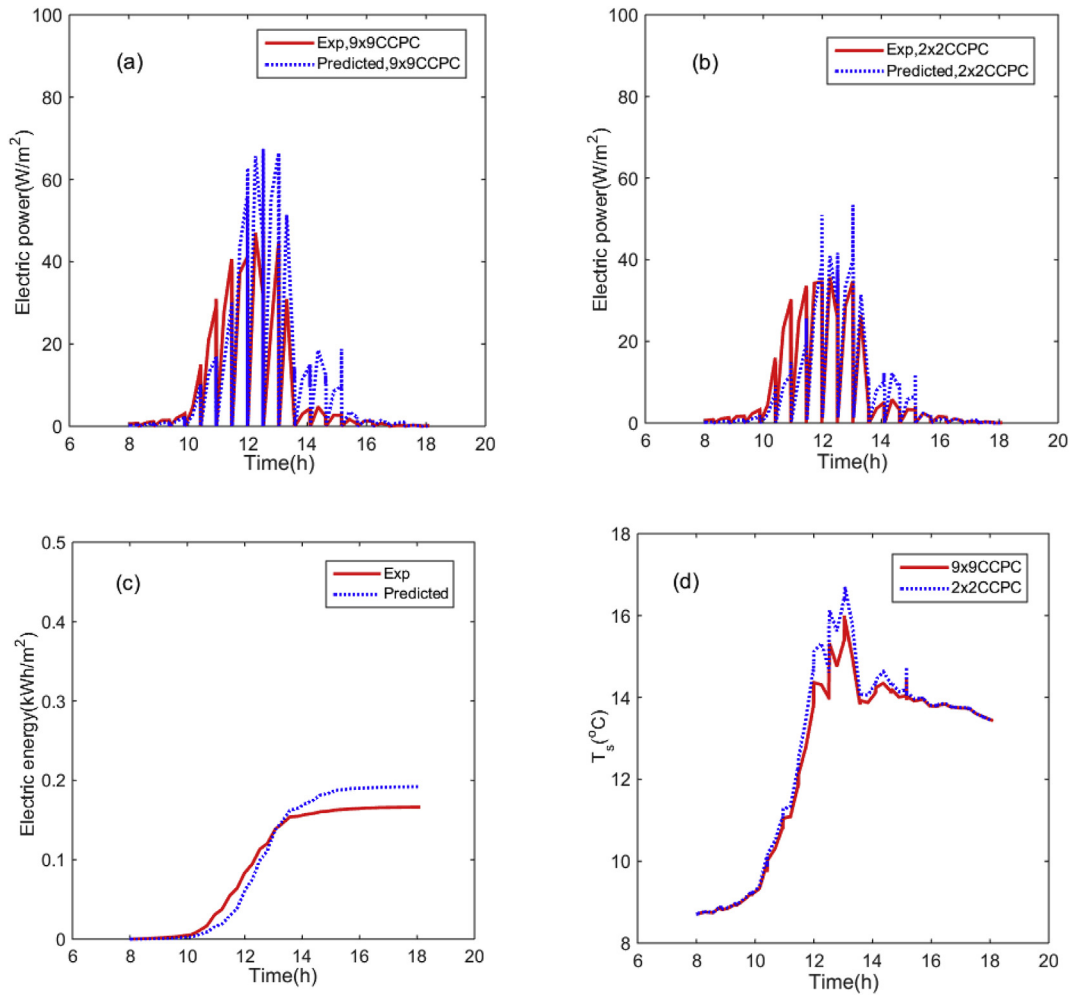 100
80
60
40
20
0
Electric power(W/m²)
(a)
Exp,9x9CCPC
Predicted,9x9CCPC
6 8 10 12 14 16 18 20
Time(h)
100
80
60
40
20
0
Electric power(W/m²)
(b)
Exp,2x2CCPC
Predicted,2x2CCPC
6 8 10 12 14 16 18 20
Time(h)
0.5
0.4
0.3
0.2
0.1
0
Electric energy(kWh/m²)
(c)
Exp
Predicted
6 8 10 12 14 16 18 20
Time(h)
18
16
14
12
10
8
Tₛ(°C)
(d)
9x9CCPC
2x2CCPC
6 8 10 12 14 16 18 20
Time(h)